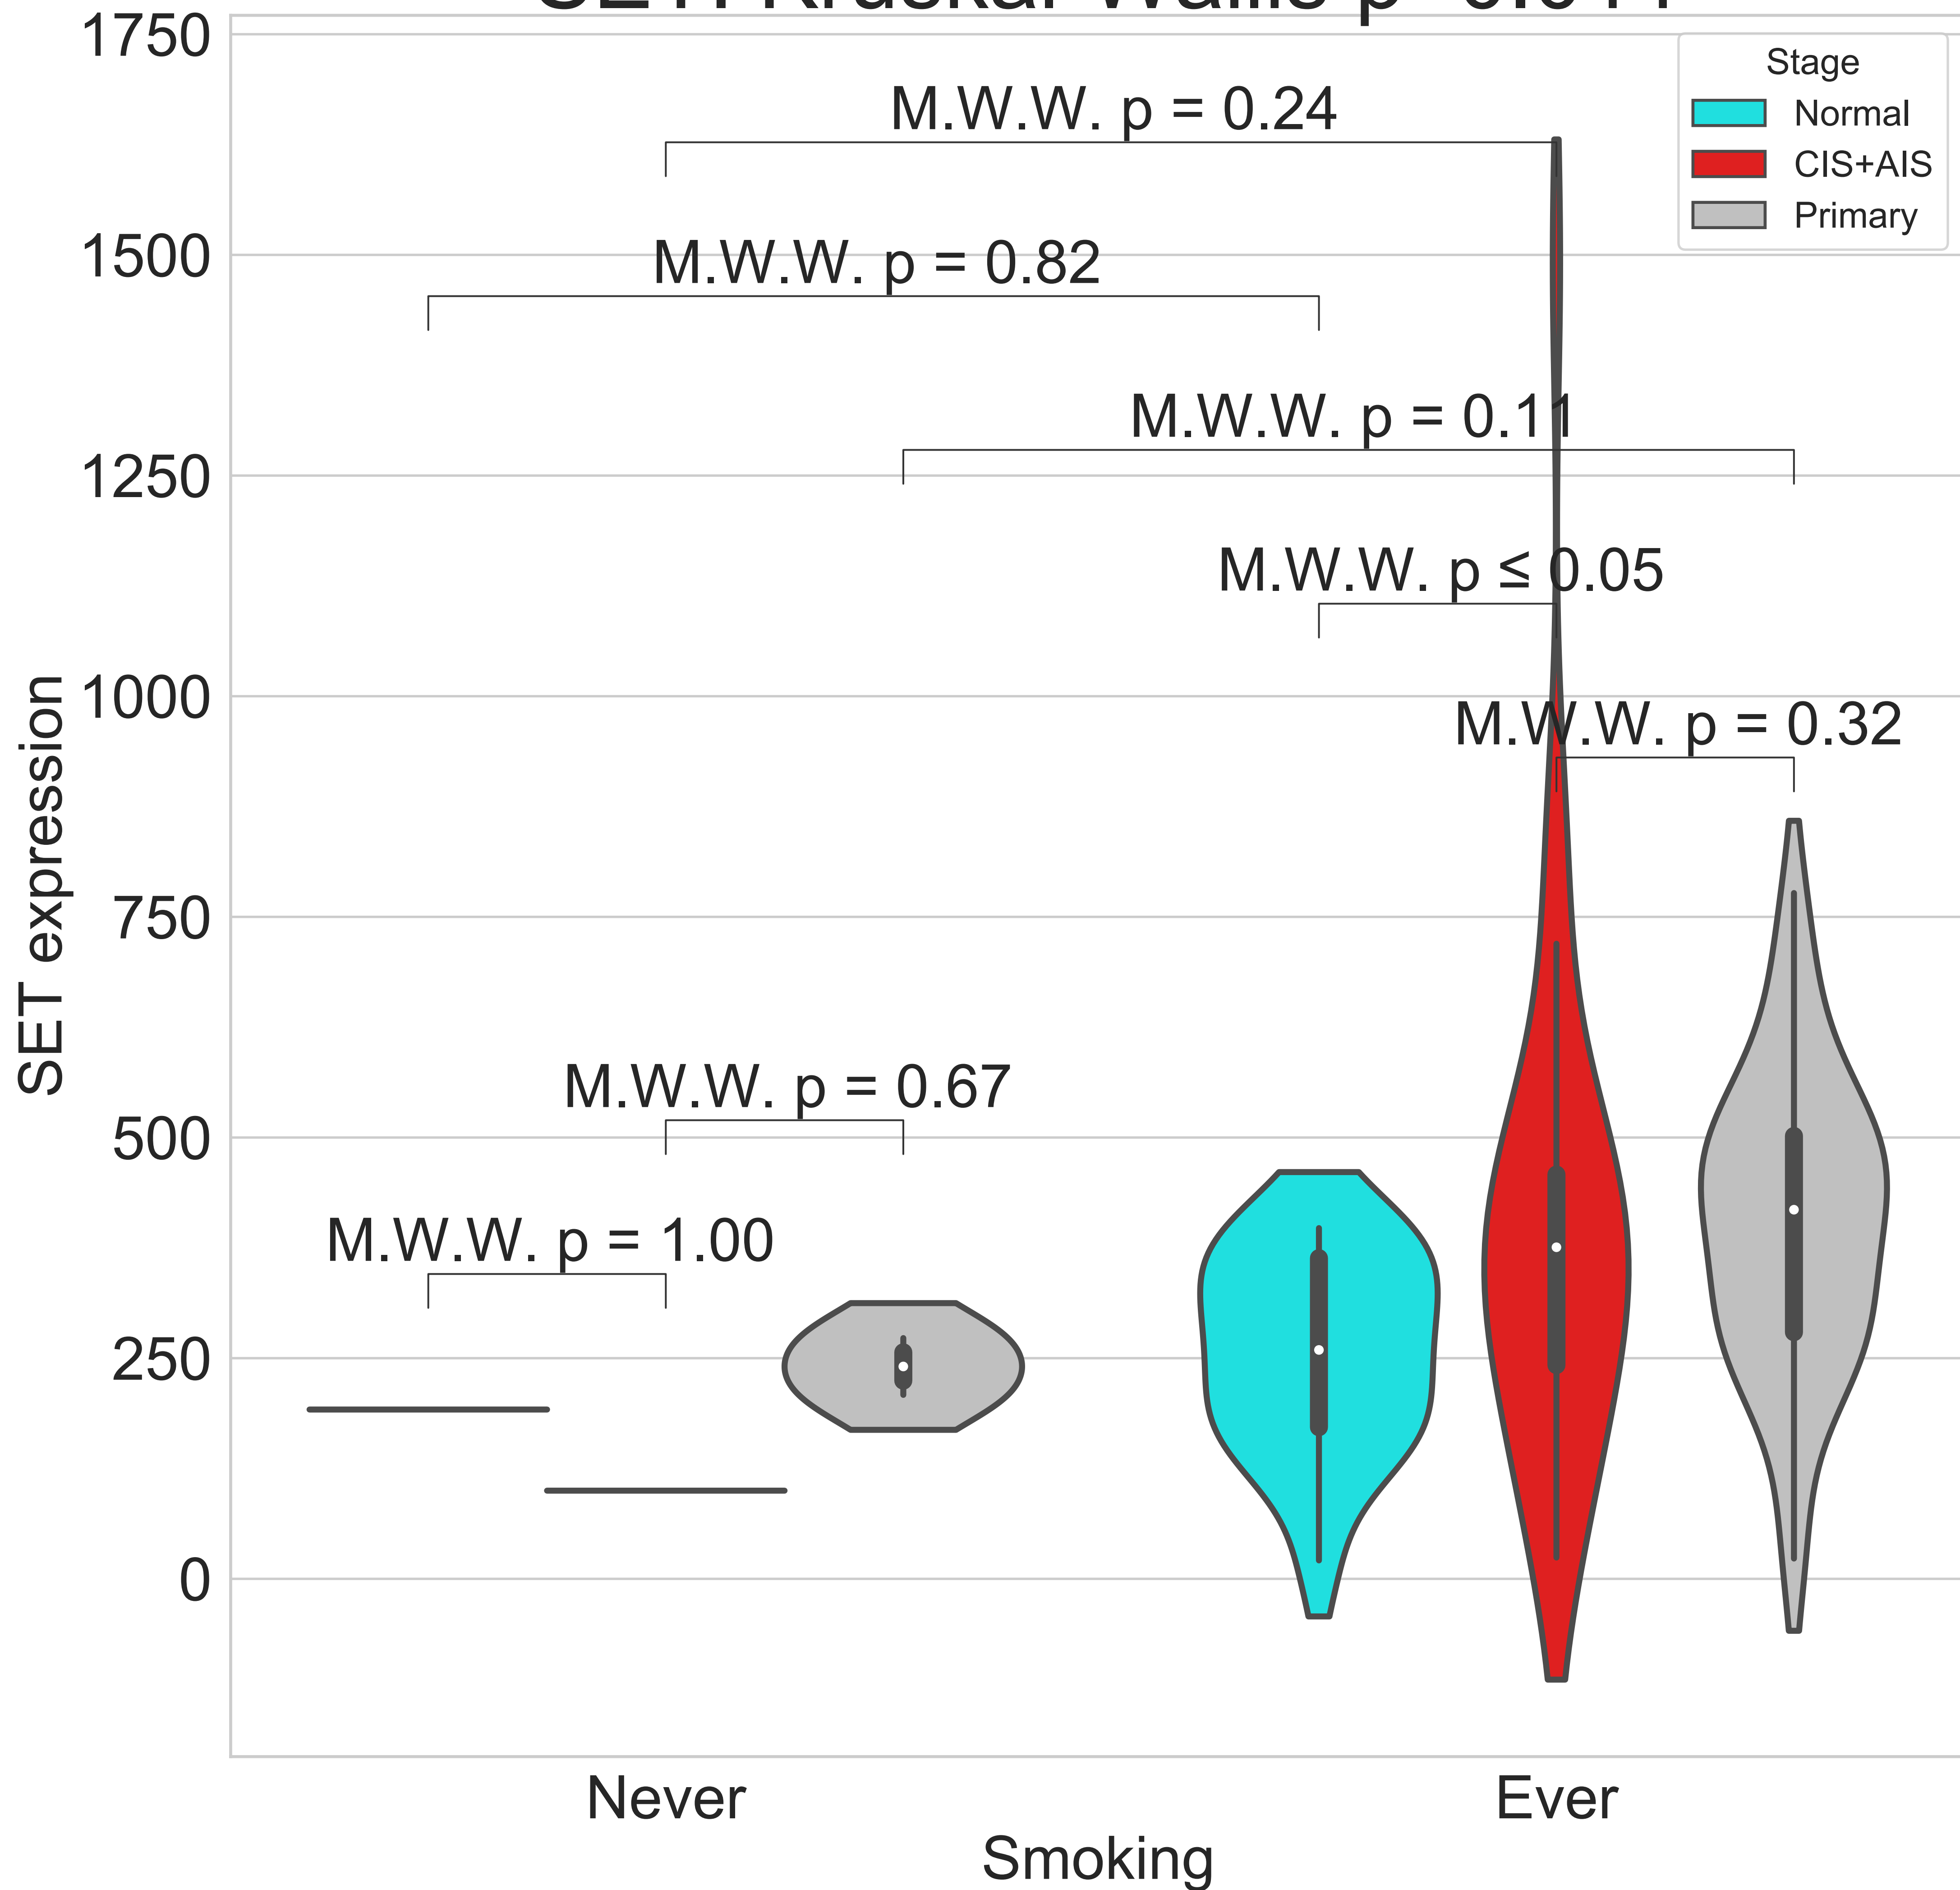 1750
1500
1250
1000
750
500
250
0
SET expression
M.W.W. p = 0.24
M.W.W. p = 0.82
M.W.W. p = 0.11
M.W.W. p ≤ 0.05
M.W.W. p = 0.32
M.W.W. p = 0.67
M.W.W. p = 1.00
Stage
Normal
CIS+AIS
Primary
Never
Ever
Smoking